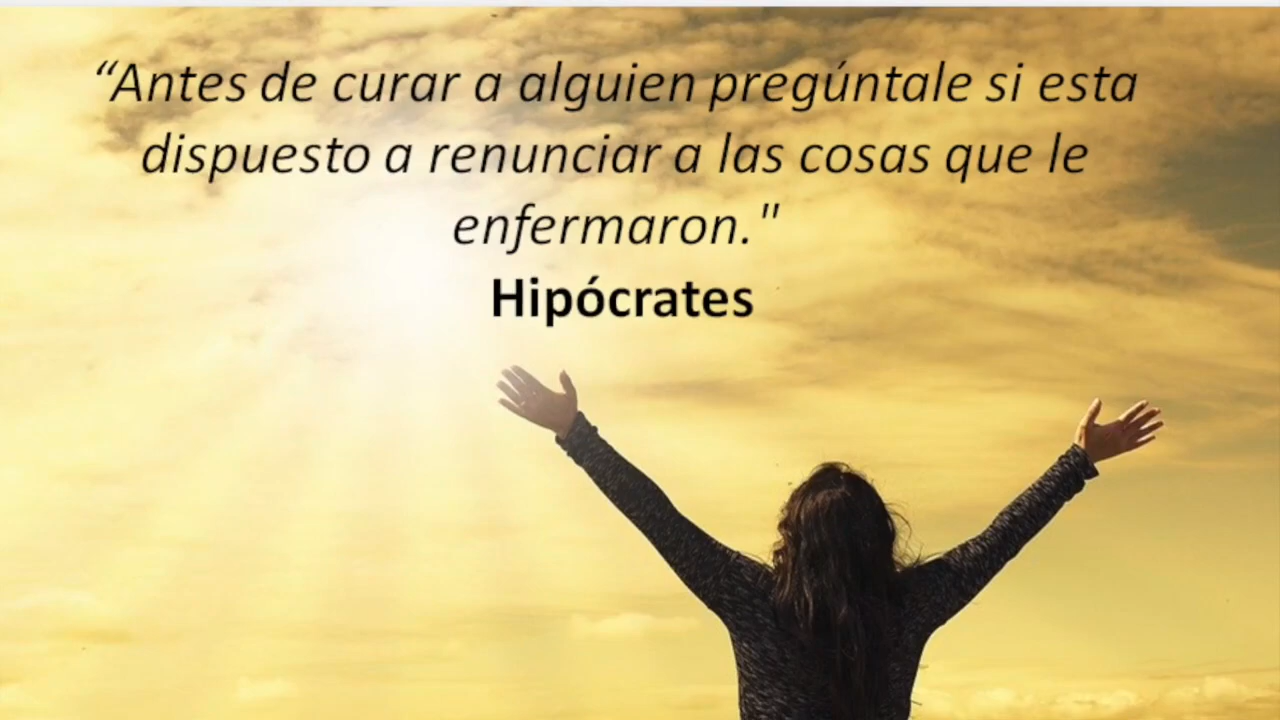 “Antes de curar a alguien pregúntale si esta
dispuesto a renunciar a las cosas que le
enfermaron."
Hipócrates